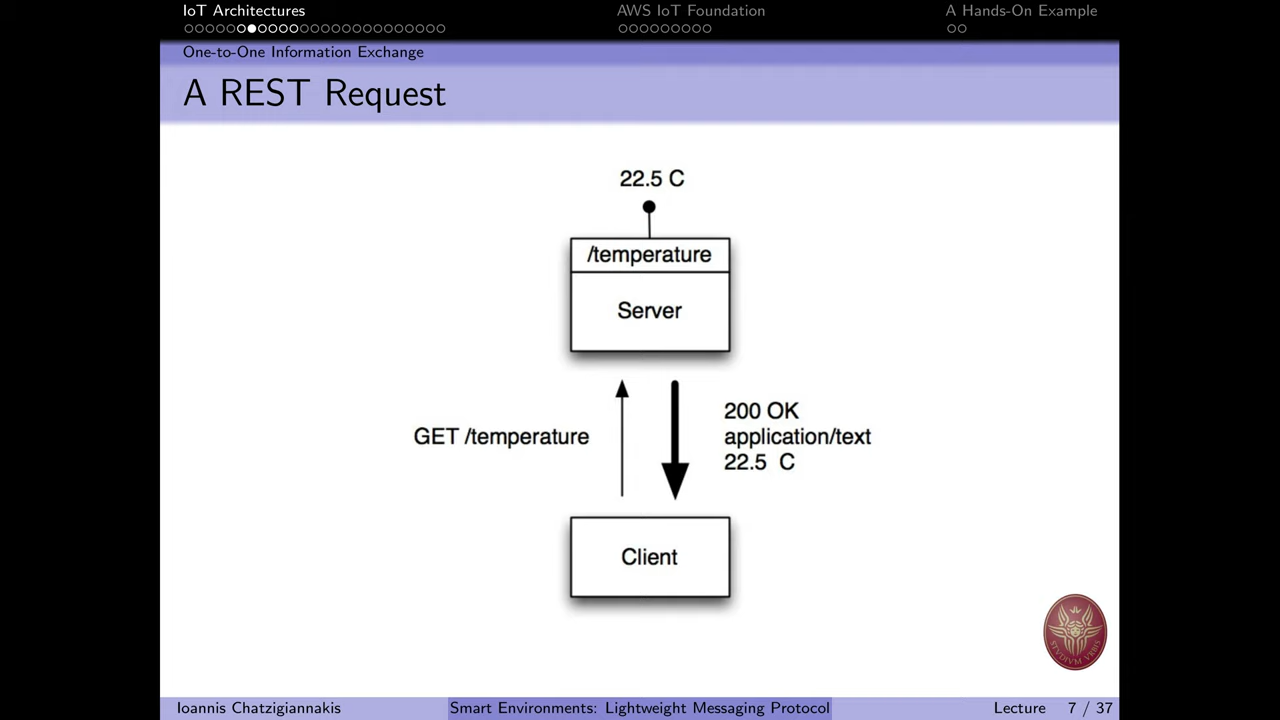 IoT Architectures
AWS IoT Foundation
A Hands-On Example
One-to-One Information Exchange
A REST Request
22.5 C
/temperature
Server
GET /temperature
200 OK
application/text
22.5 C
Client
STVDIVM VRBIS
Ioannis Chatzigiannakis
Smart Environments: Lightweight Messaging Protocol
Lecture 7 / 37